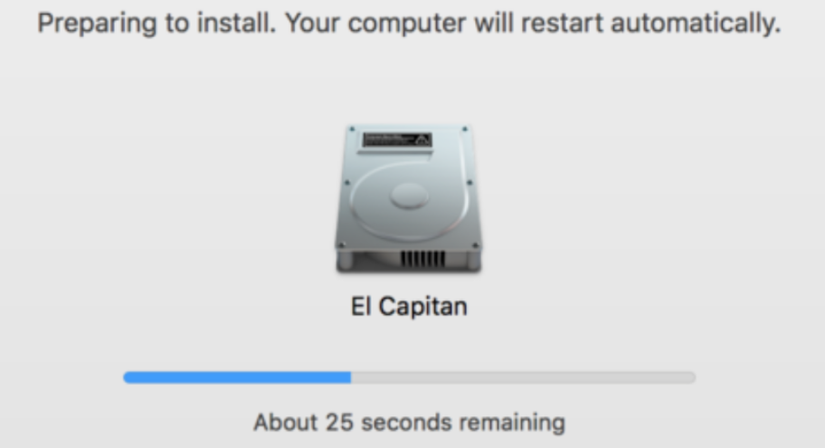 Preparing to install. Your computer will restart automatically.
El Capitan
About 25 seconds remaining